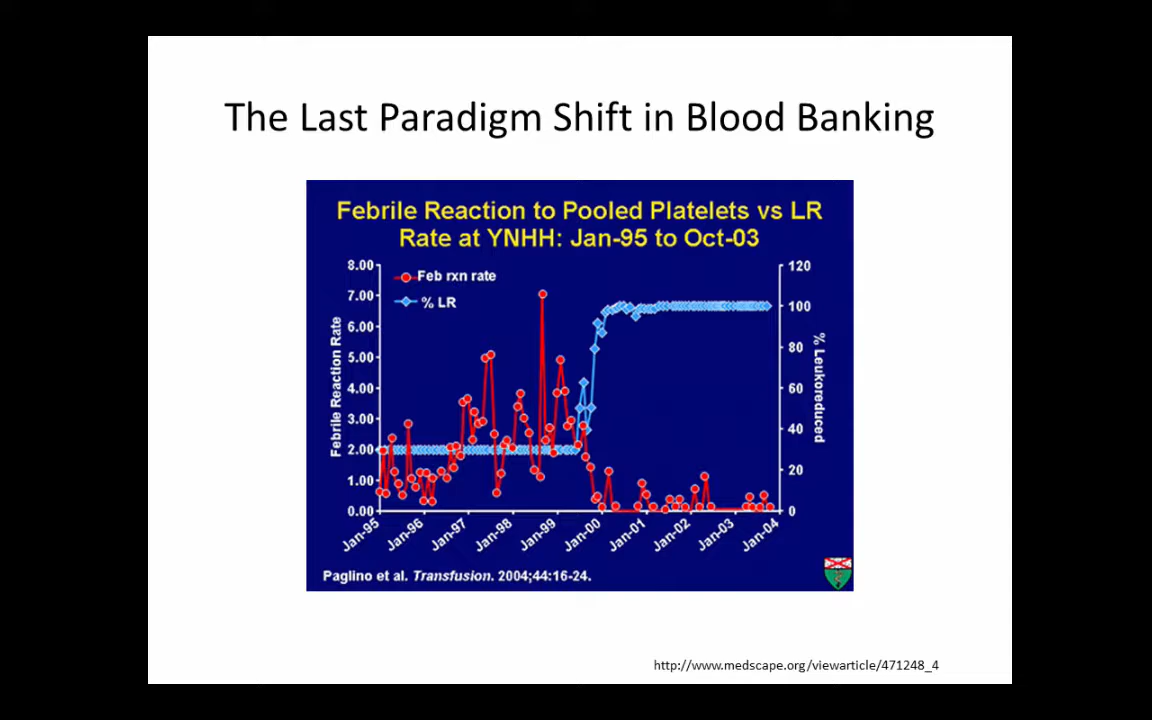 The Last Paradigm Shift in Blood Banking
Febrile Reaction to Pooled Platelets vs LR
Rate at YNHH: Jan-95 to Oct-03
Feb rxn rate
% LR
Febrile Reaction Rate
8.00
7.00
6.00
5.00
4.00
3.00
2.00
1.00
0.00
120
100
80
60
40
20
0
% Leukoreduced
Jan-95
Jan-96
Jan-97
Jan-98
Jan-99
Jan-00
Jan-01
Jan-02
Jan-03
Jan-04
Paglino et al. Transfusion. 2004;44:16-24.
http://www.medscape.org/viewarticle/471248_4